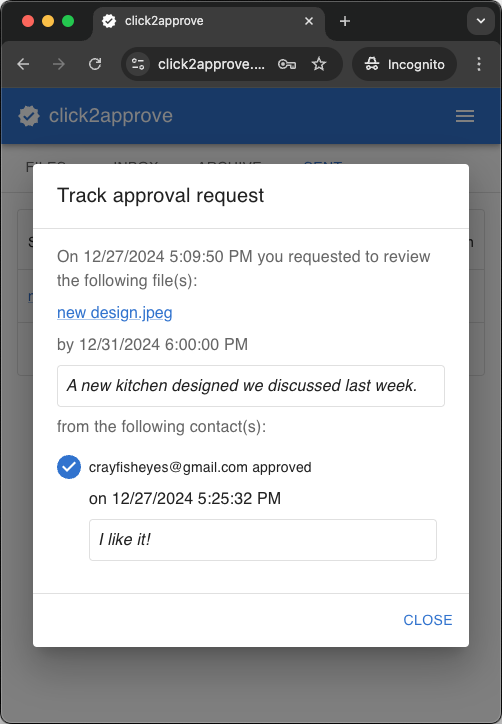 click2approve
click2approve....
Incognito
click2approve
FILES INBOX ARCHIVE SENT
Track approval request
On 12/27/2024 5:09:50 PM you requested to review
the following file(s):
new design.jpeg
by 12/31/2024 6:00:00 PM
A new kitchen designed we discussed last week.
from the following contact(s):
crayfisheyes@gmail.com approved
on 12/27/2024 5:25:32 PM
I like it!
CLOSE